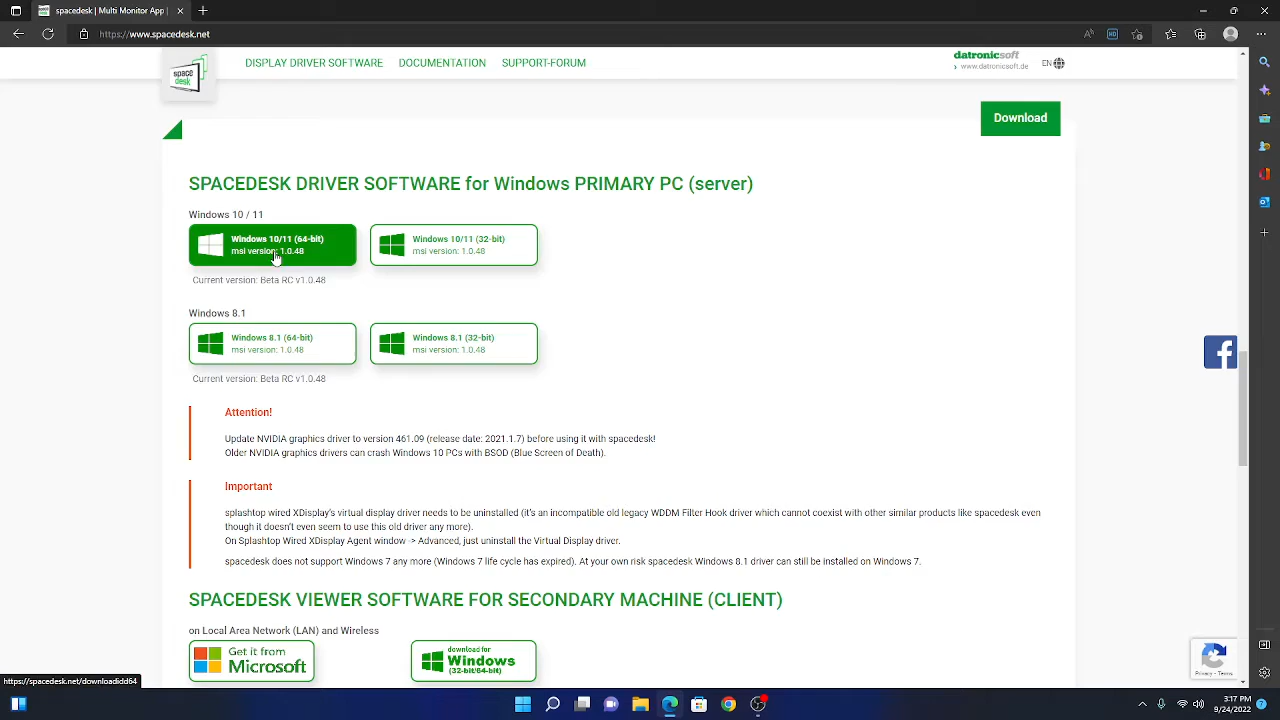 spacedesk | Multi Monitor App |
https://www.spacedesk.net
space desk
DISPLAY DRIVER SOFTWARE
DOCUMENTATION
SUPPORT-FORUM
datronicsoft
www.datronicsoft.de
EN
Download
SPACEDESK DRIVER SOFTWARE for Windows PRIMARY PC (server)
Windows 10 / 11
Windows 10/11 (64-bit)
msi version: 1.0.48
Windows 10/11 (32-bit)
msi version: 1.0.48
Current version: Beta RC v1.0.48
Windows 8.1
Windows 8.1 (64-bit)
msi version: 1.0.48
Windows 8.1 (32-bit)
msi version: 1.0.48
Current version: Beta RC v1.0.48
Attention!
Update NVIDIA graphics driver to version 461.09 (release date: 2021.1.7) before using it with spacedesk!
Older NVIDIA graphics drivers can crash Windows 10 PCs with BSOD (Blue Screen of Death).
Important
splashtop wired XDisplay's virtual display driver needs to be uninstalled (it's an incompatible old legacy WDDM Filter Hook driver which cannot coexist with other similar products like spacedesk even
though it doesn't even seem to use this old driver any more).
On Splashtop Wired XDisplay Agent window -> Advanced, just uninstall the Virtual Display driver.
spacedesk does not support Windows 7 any more (Windows 7 life cycle has expired). At your own risk spacedesk Windows 8.1 driver can still be installed on Windows 7.
SPACEDESK VIEWER SOFTWARE FOR SECONDARY MACHINE (CLIENT)
on Local Area Network (LAN) and Wireless
Get it from
Microsoft
download for
Windows
(32-bit/64-bit)
Privacy - Terms
https://spacedesk.net/downloadidd64
3:17 PM
9/24/2022